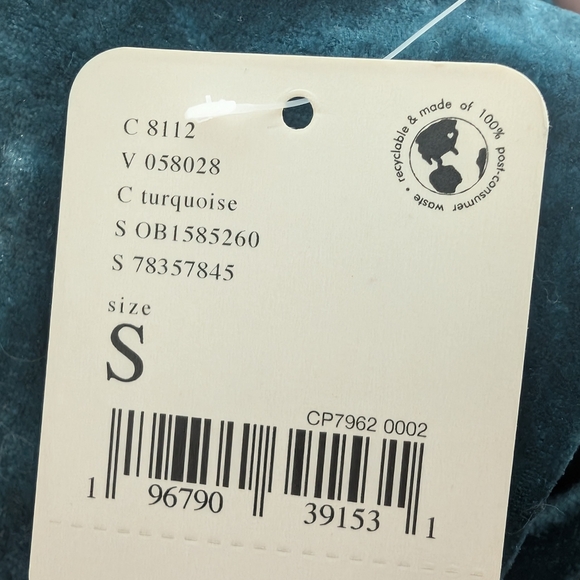 C 8112
V 058028
C turquoise
S OB1585260
S 78357845
size
S
recyclable & made of 100% post-consumer waste •
CP7962 0002
1 96790 39153 1